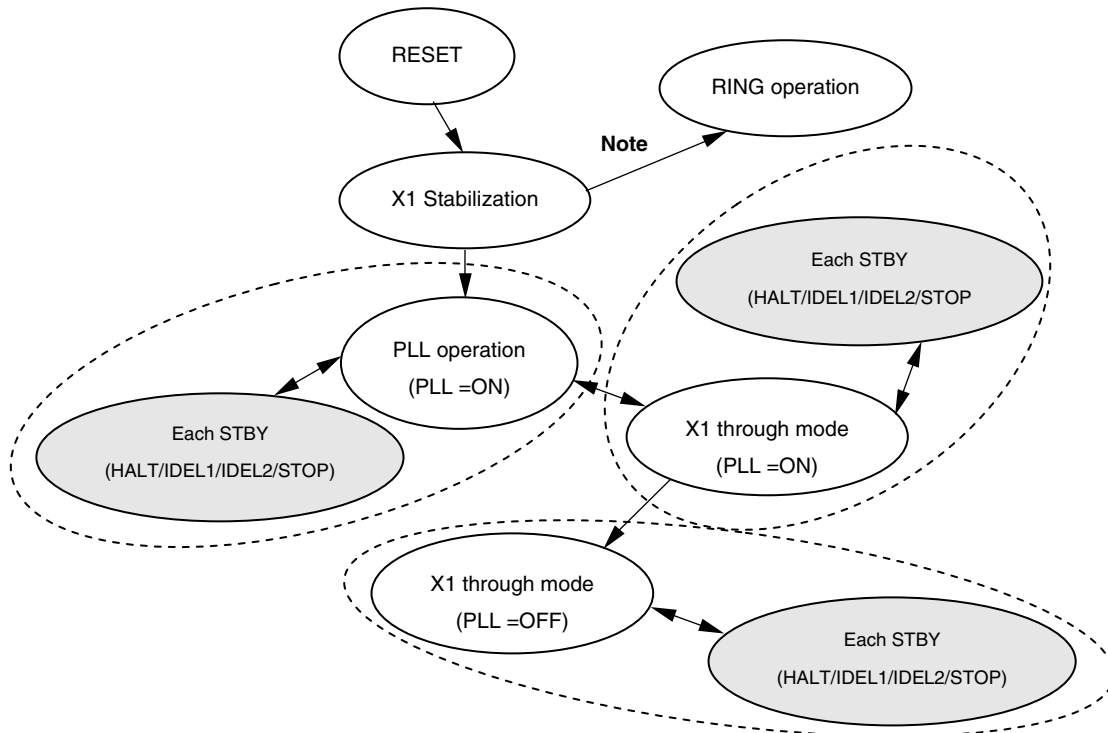 RESET
RING operation
Note
X1 Stabilization
Each STBY
(HALT/IDEL1/IDEL2/STOP
PLL operation
(PLL =ON)
X1 through mode
(PLL =ON)
Each STBY
(HALT/IDEL1/IDEL2/STOP)
X1 through mode
(PLL =OFF)
Each STBY
(HALT/IDEL1/IDEL2/STOP)